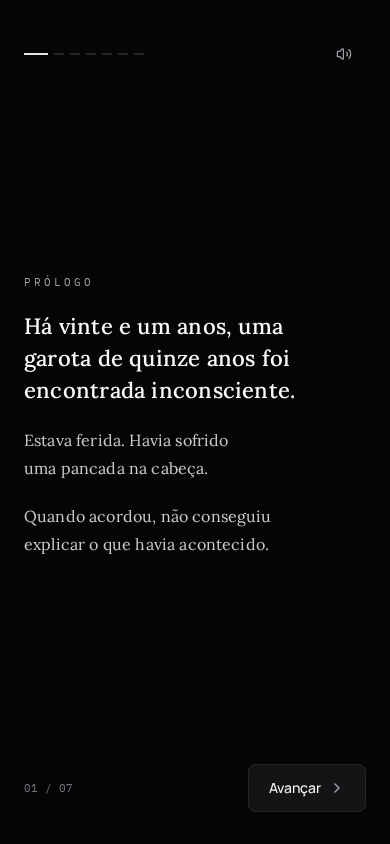 PRÓLOGO
Há vinte e um anos, uma
garota de quinze anos foi
encontrada inconsciente.
Estava ferida. Havia sofrido
uma pancada na cabeça.
Quando acordou, não conseguiu
explicar o que havia acontecido.
01 / 07
Avançar